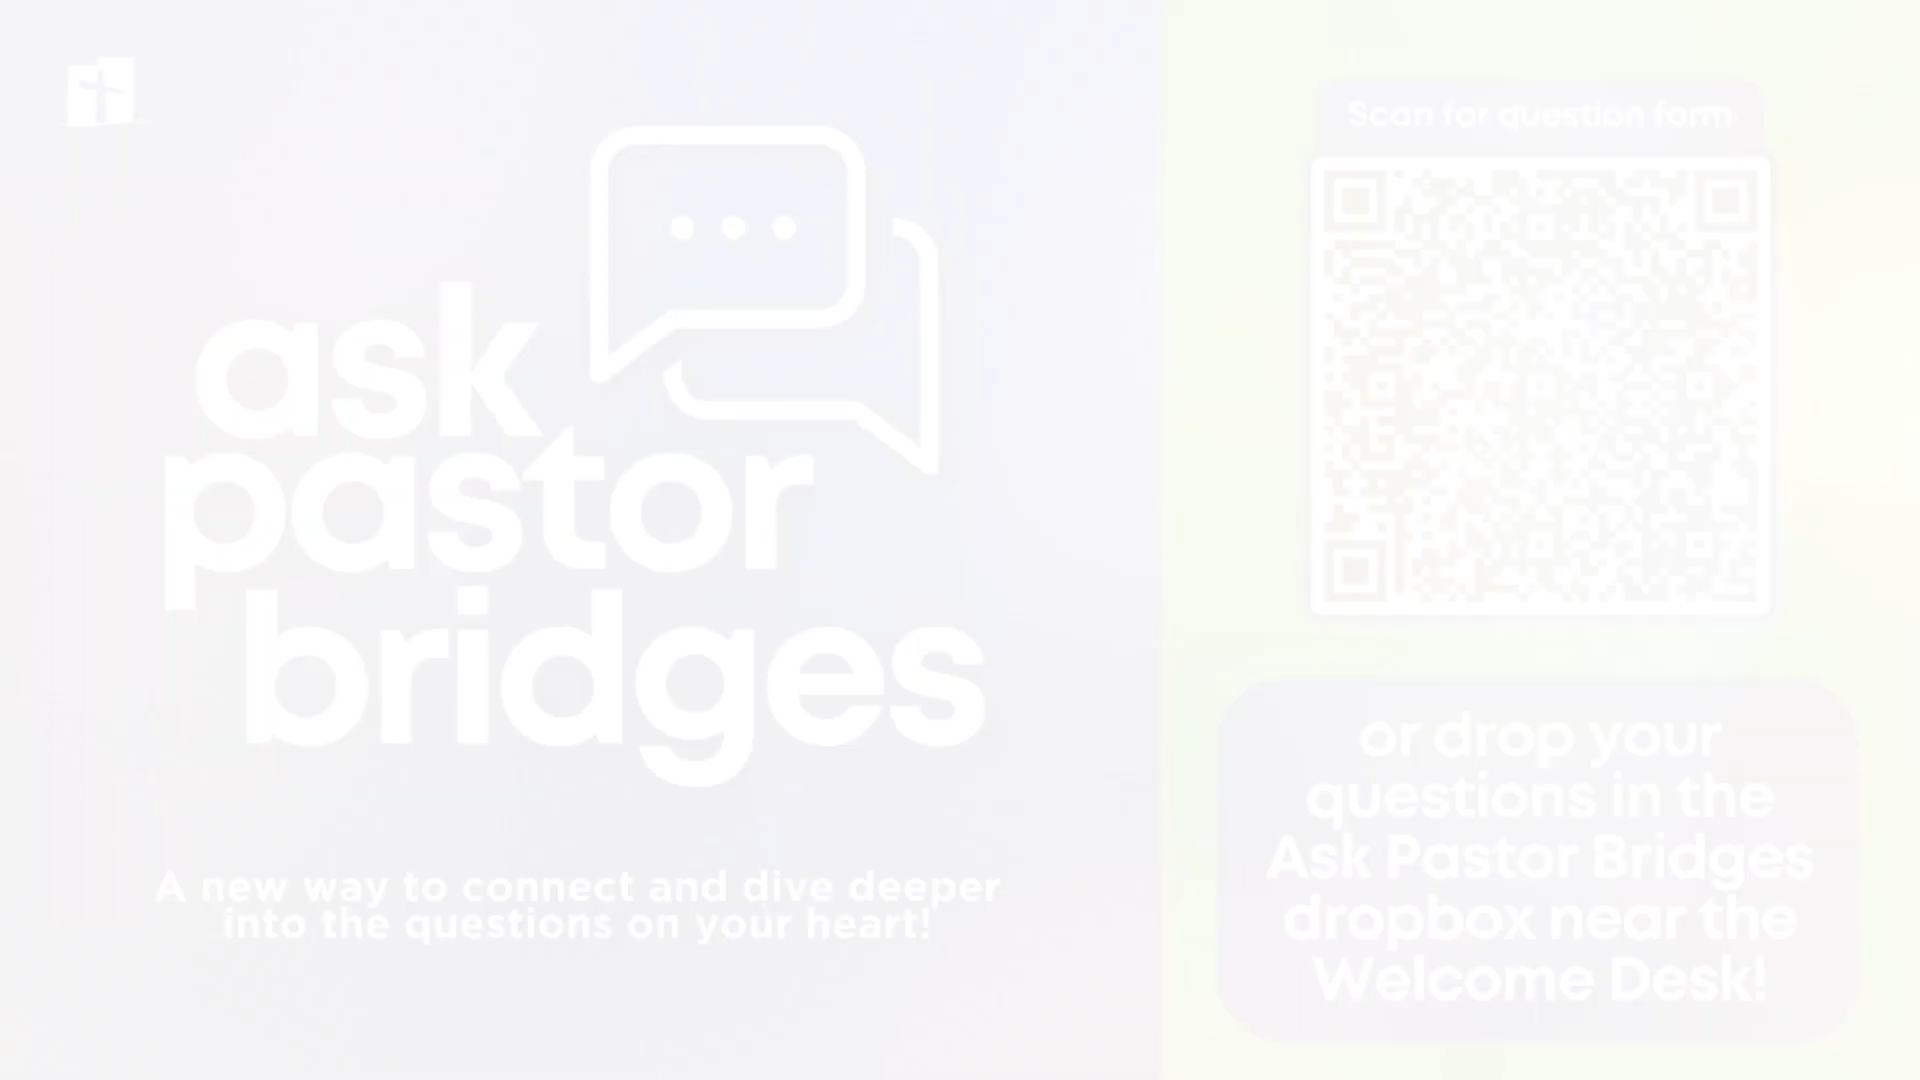 ask
pastor
bridges
A new way to connect and dive deeper
into the questions on your heart!
Scan for question form
or drop your
questions in the
Ask Pastor Bridges
dropbox near the
Welcome Desk!